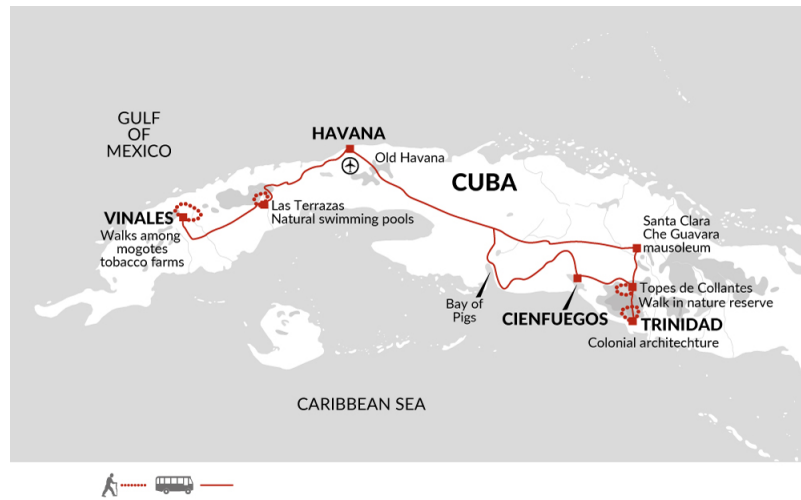 GULF
OF
MEXICO
HAVANA
Old Havana
CUBA
VINALES
Walks among
mogotes
tobacco farms
Las Terrazas
Natural swimming pools
Santa Clara
Che Guavara
mausoleum
Bay of
Pigs
CIENFUEGOS
Topes de Collantes
Walk in nature reserve
TRINIDAD
Colonial architechture
CARIBBEAN SEA